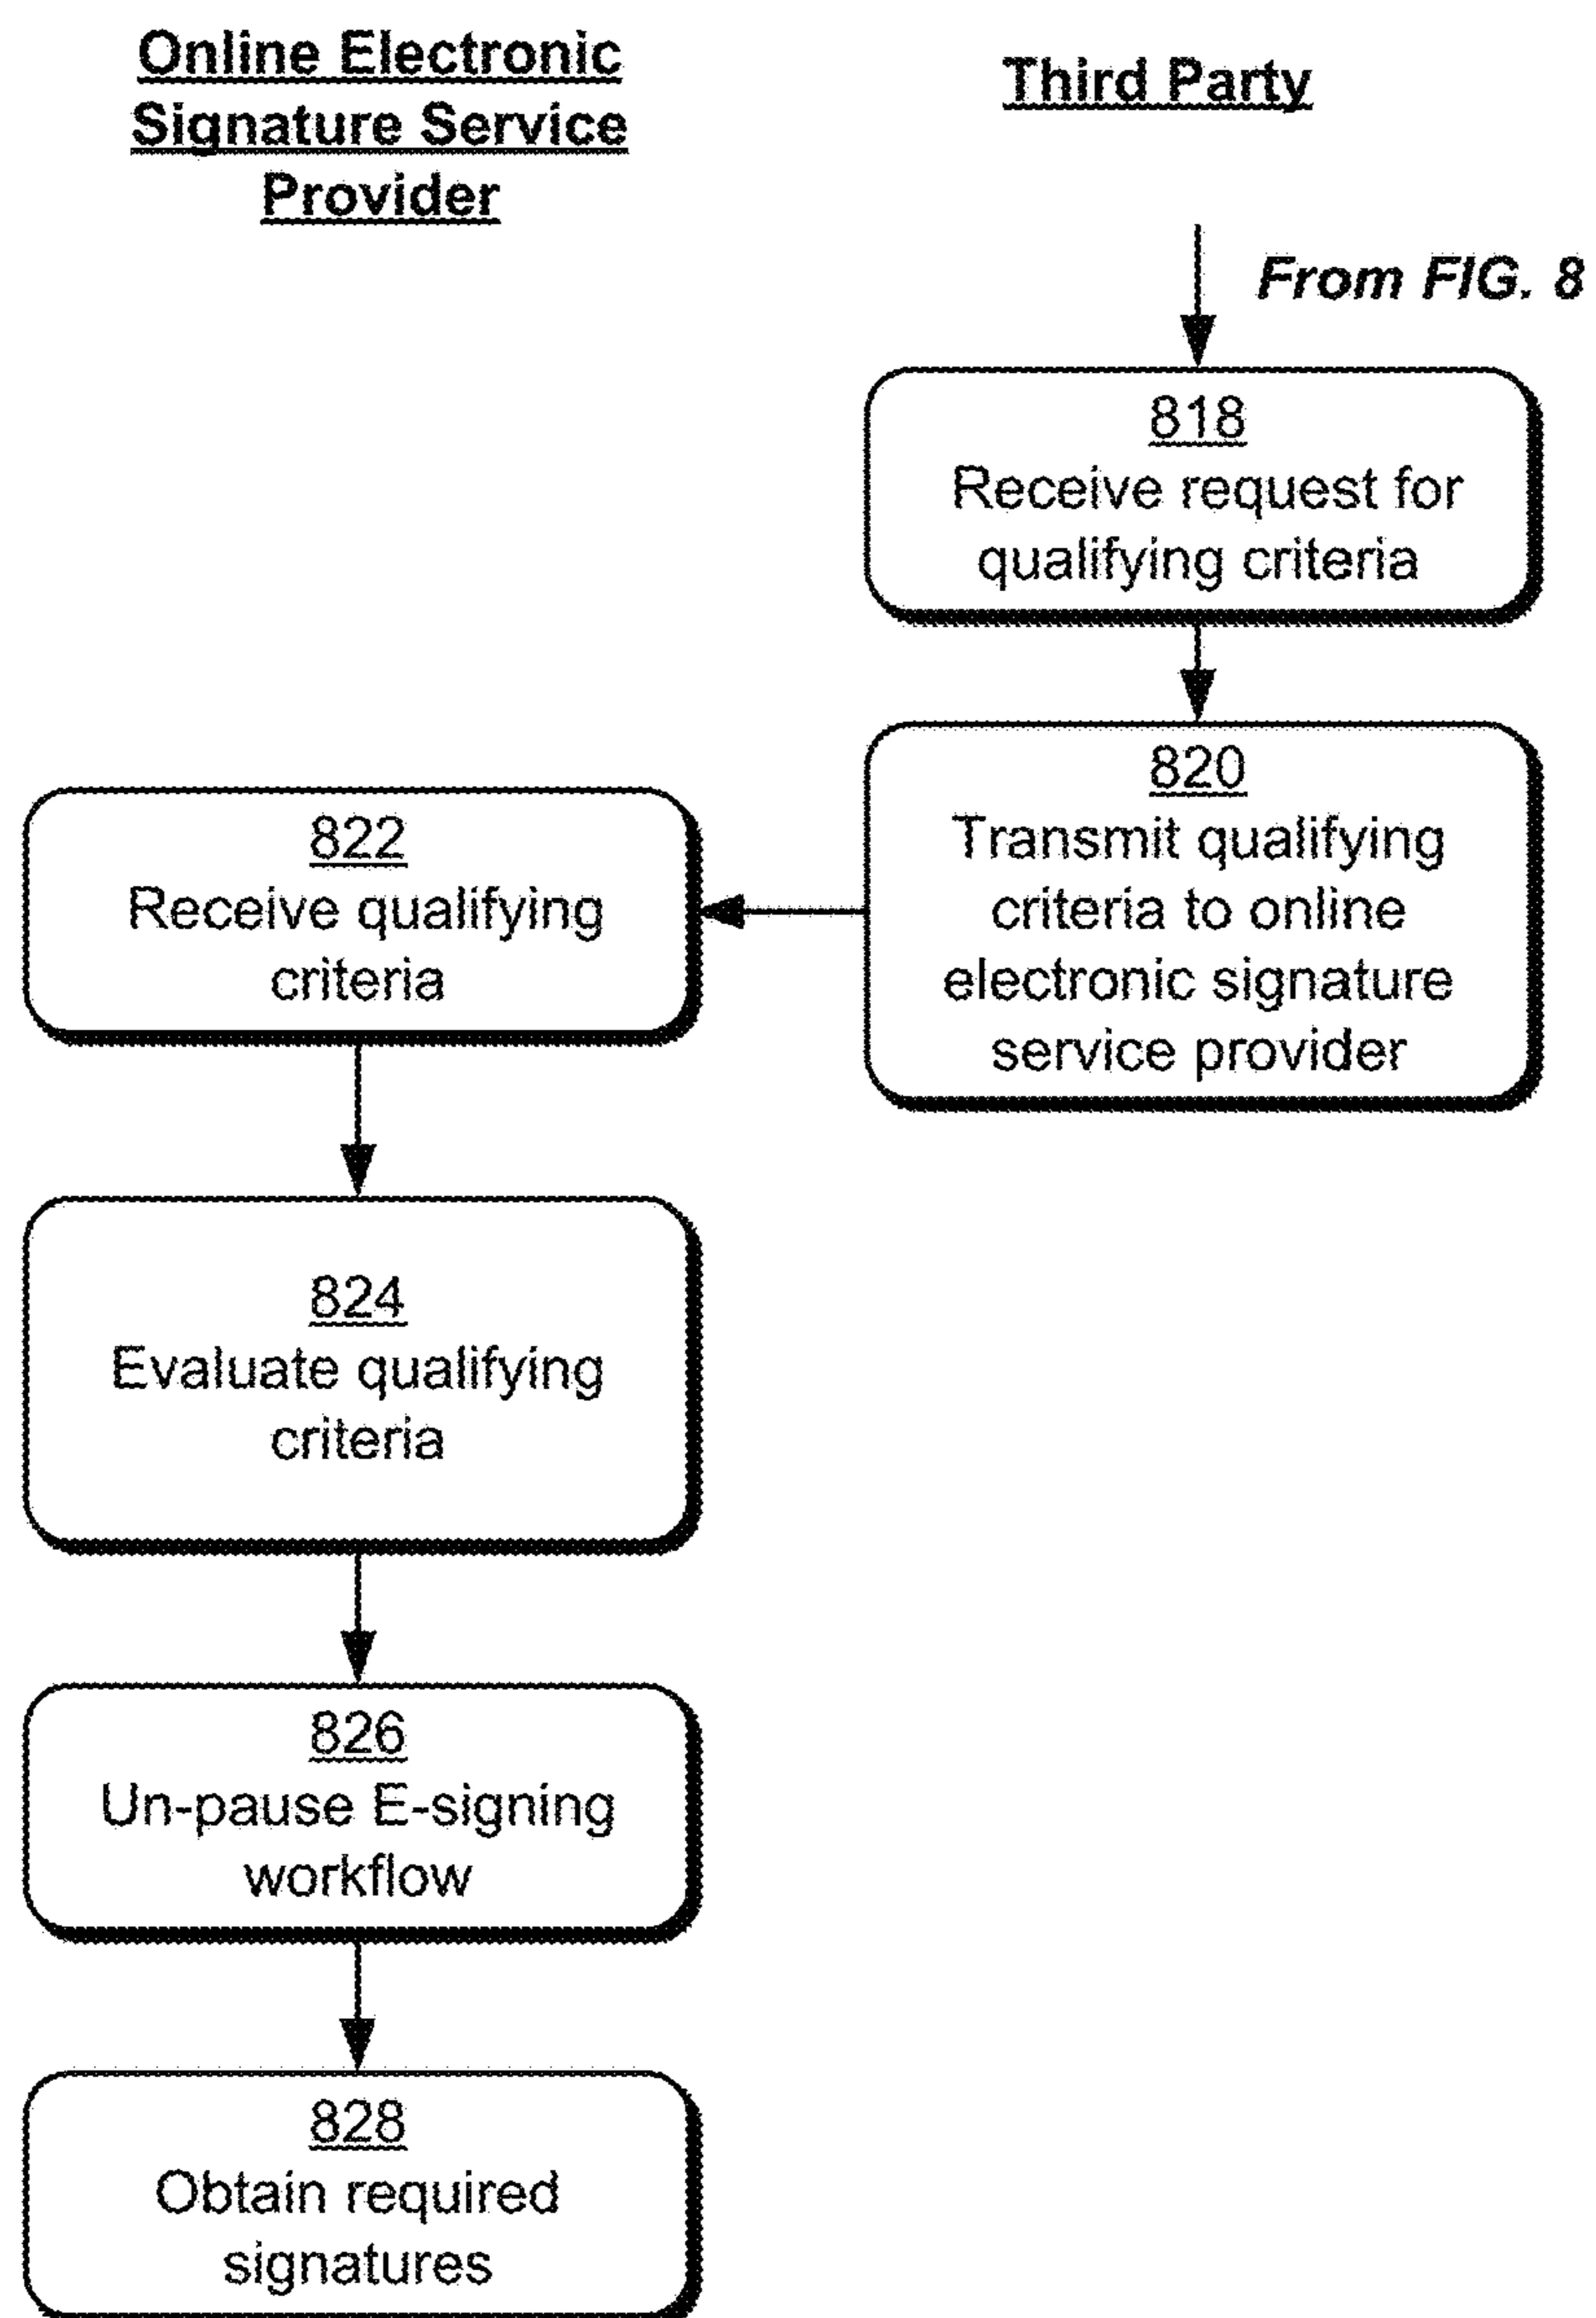 Online Electronic
Signature Service
Provider
Third Party
From FIG. 8
818
Receive request for
qualifying criteria
820
Transmit qualifying
criteria to online
electronic signature
service provider
822
Receive qualifying
criteria
824
Evaluate qualifying
criteria
826
Un-pause E-signing
workflow
828
Obtain required
signatures